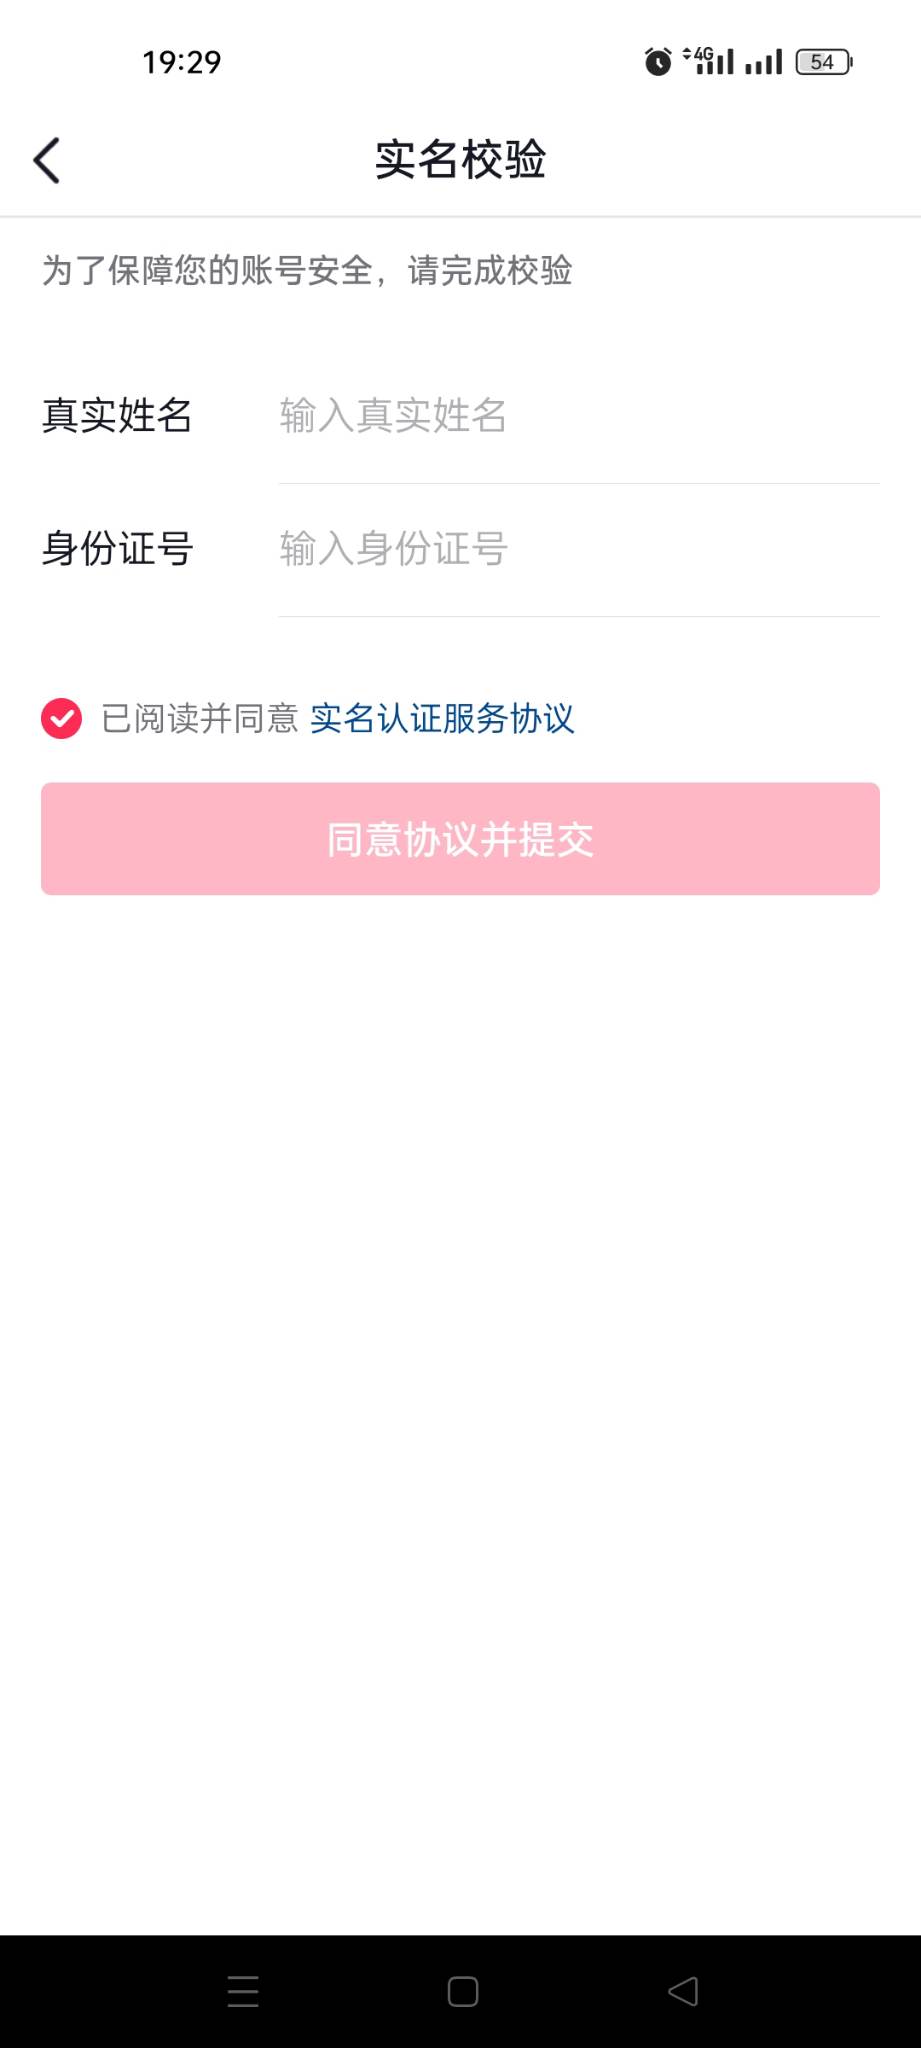 19:29
4G
54
实名校验
为了保障您的账号安全，请完成校验
真实姓名 输入真实姓名
身份证号 输入身份证号
已阅读并同意 实名认证服务协议
同意协议并提交